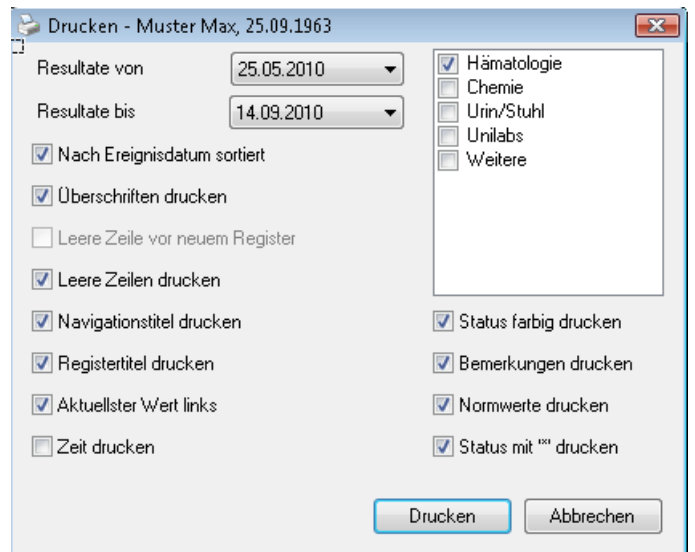 Drucken - Muster Max, 25.09.1963
Resultate von
25.05.2010
Resultate bis
14.09.2010
Nach Ereignisdatum sortiert
Überschriften drucken
Leere Zeile vor neuem Register
Leere Zeilen drucken
Navigationstitel drucken
Registertitel drucken
Aktuellster Wert links
Zeit drucken
Hämatologie
Chemie
Urin/Stuhl
Unilabs
Weitere
Status farbig drucken
Bemerkungen drucken
Normwerte drucken
Status mit "*" drucken
Drucken
Abbrechen